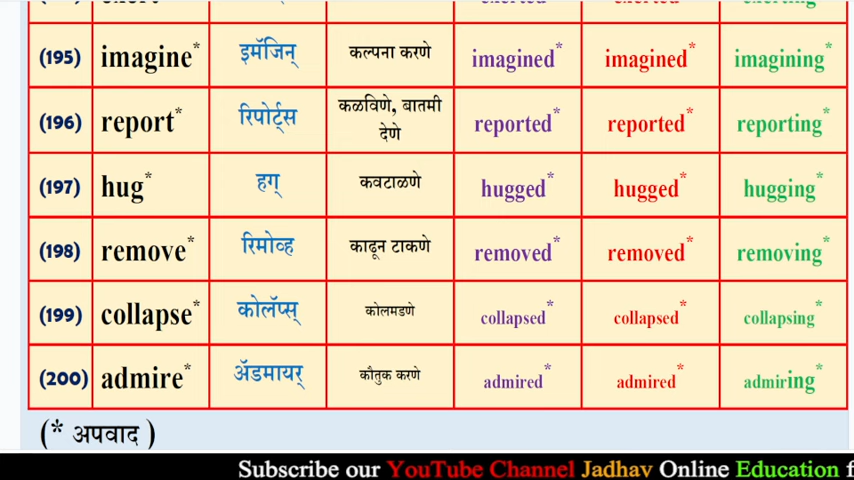 (195) imagine* इमॅजिन् कल्पना करणे imagined* imagined* imagining*
(196) report* रिपोर्ट्स कळविणे, बातमी देणे reported* reported* reporting*
(197) hug* हग् कवटाळणे hugged* hugged* hugging*
(198) remove* रिमोव्ह काढून टाकणे removed* removed* removing*
(199) collapse* कोलॅप्स् कोलमडणे collapsed* collapsed* collapsing*
(200) admire* ॲडमायर् कौतुक करणे admired* admired* admiring*
(* अपवाद )
Subscribe our YouTube Channel Jadhav Online Education f